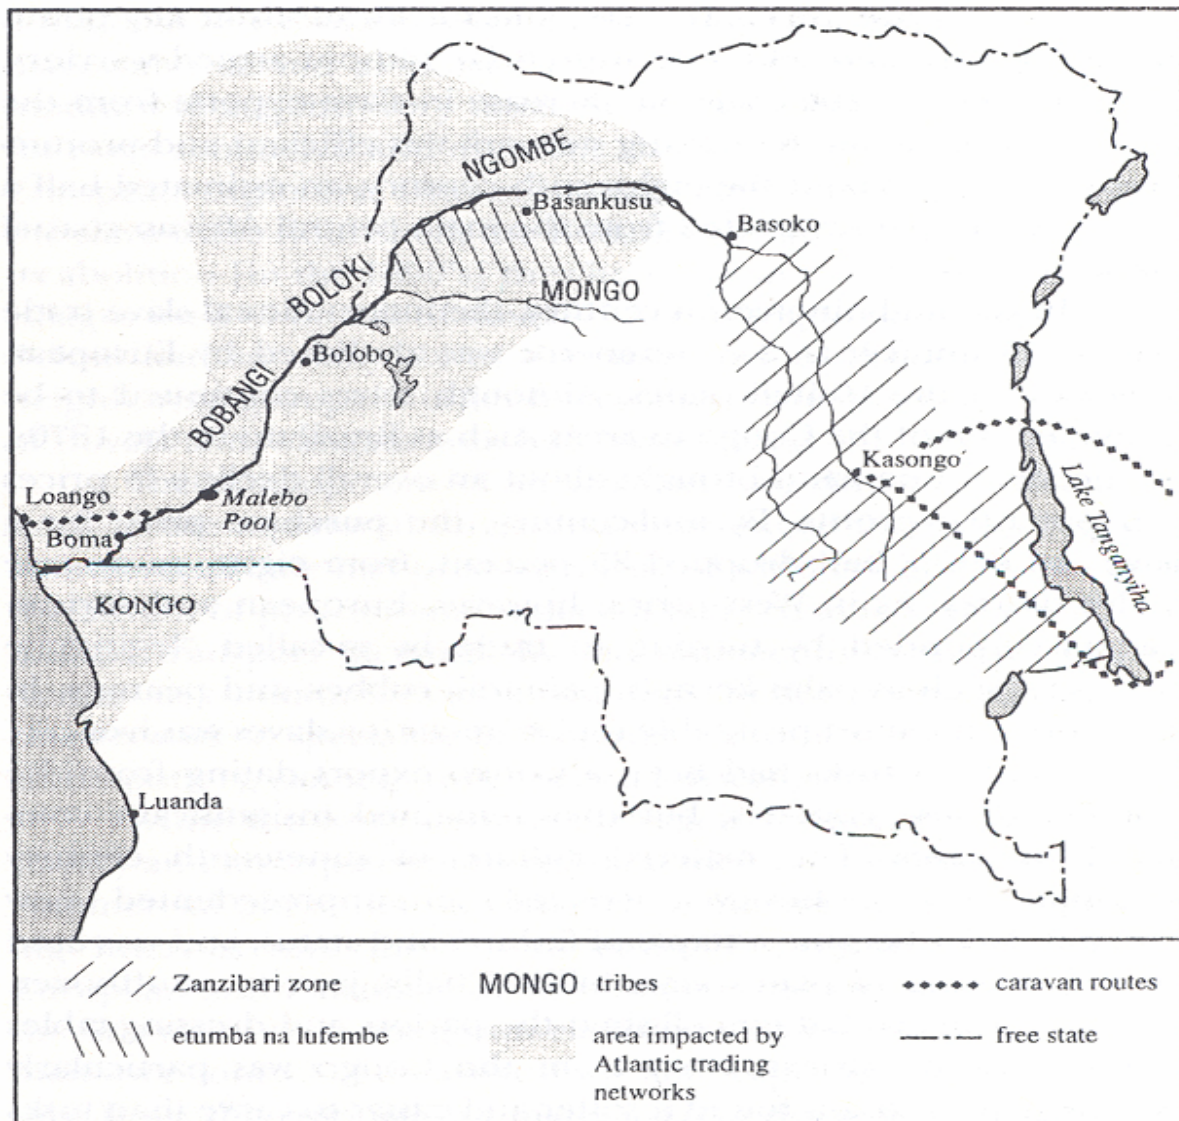 NGOMBE
Basankusu
Basoko
BOLOKI
MONGO
Bolobo
BOBANGI
Kasongo
Lake Tanganyiha
Loango
Malebo
Pool
Boma
KONGO
Luanda
Zanzibari zone
MONGO tribes
caravan routes
etumba na lufembe
area impacted by
Atlantic trading
networks
free state